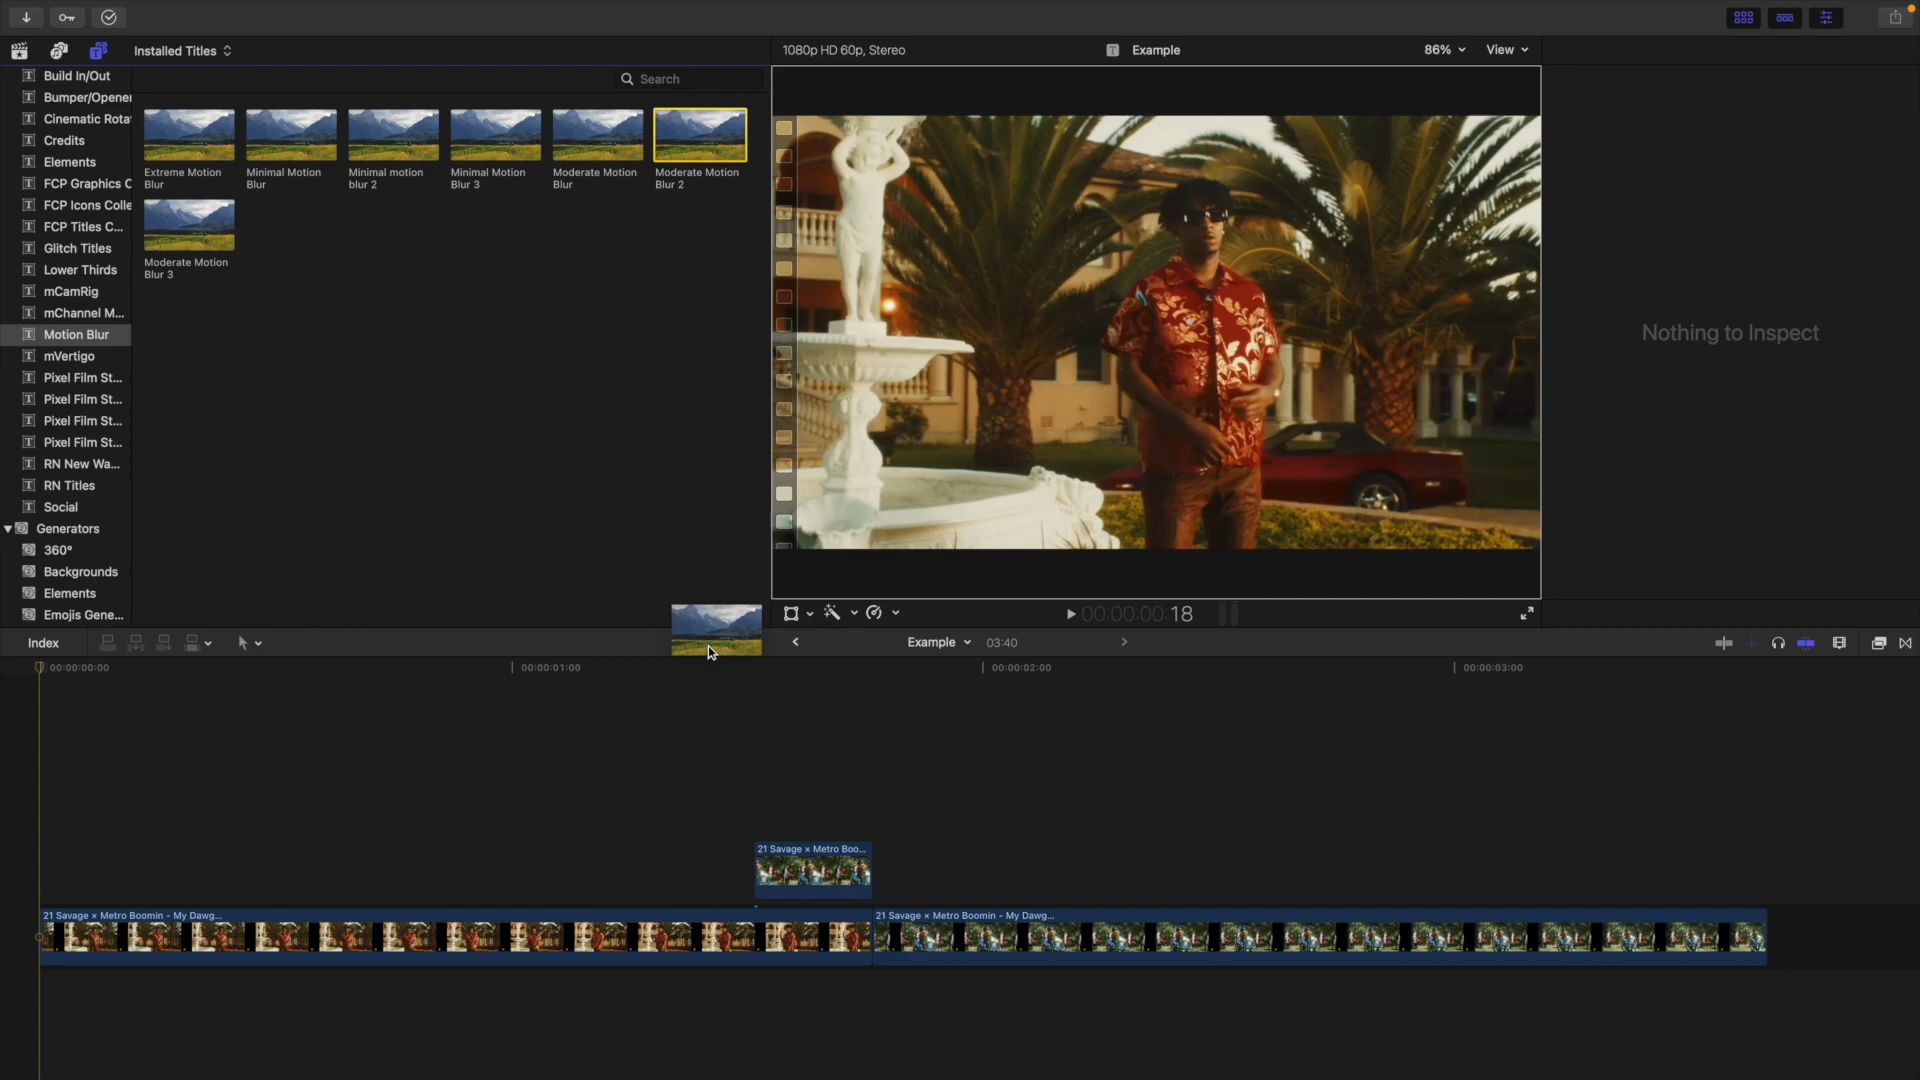 Installed Titles
1080p HD 60p, Stereo
Example
86%
View
Search
Build In/Out
Bumper/Opene
Cinematic Rota
Credits
Elements
FCP Graphics C
FCP Icons Colle
FCP Titles C...
Glitch Titles
Lower Thirds
mCamRig
mChannel M...
Motion Blur
mVertigo
Pixel Film St...
Pixel Film St...
Pixel Film St...
Pixel Film St...
RN New Wa...
RN Titles
Social
Generators
360°
Backgrounds
Elements
Emojis Gene...
Extreme Motion
Blur
Minimal Motion
Blur
Minimal motion
blur 2
Minimal Motion
Blur 3
Moderate Motion
Blur
Moderate Motion
Blur 2
Moderate Motion
Blur 3
Nothing to Inspect
00:00:00:18
Index
Example
03:40
00:00:00:00
00:00:01:00
00:00:02:00
00:00:03:00
21 Savage × Metro Boo...
21 Savage × Metro Boomin - My Dawg...
21 Savage × Metro Boomin - My Dawg...